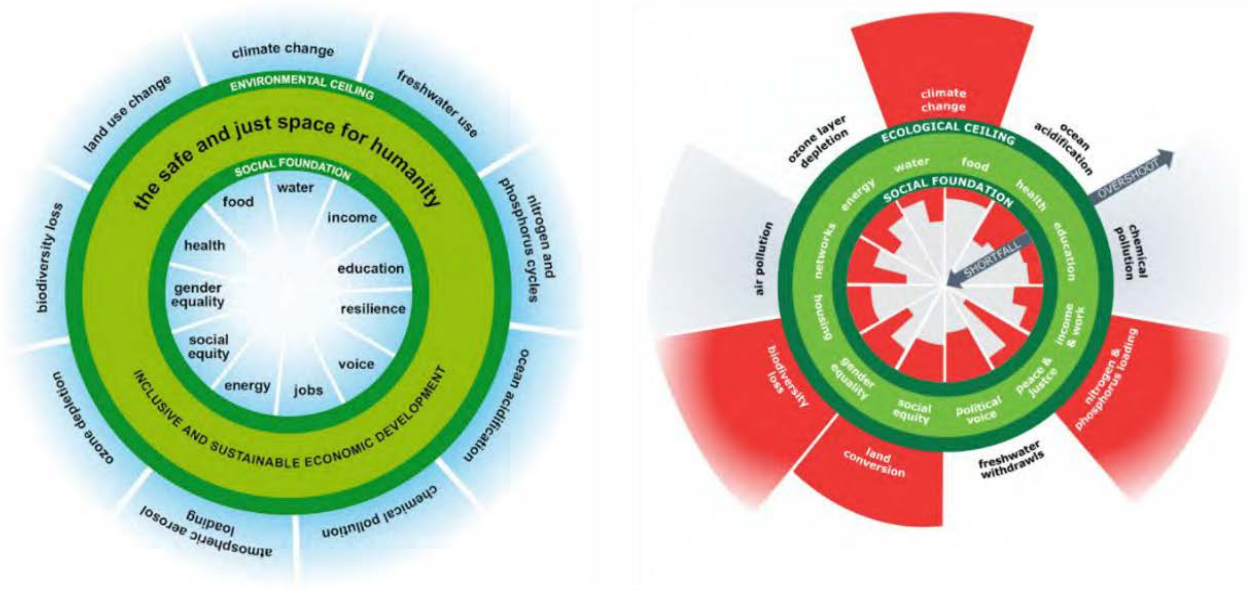 climate change
freshwater use
nitrogen and
phosphorus cycles
ocean acidification
chemical pollution
atmospheric aerosol
loading
ozone depletion
biodiversity loss
land use change
ENVIRONMENTAL CEILING
the safe and just space for humanity
SOCIAL FOUNDATION
water
income
education
resilience
voice
jobs
energy
social
equity
gender
equality
health
food
INCLUSIVE AND SUSTAINABLE ECONOMIC DEVELOPMENT
climate
change
ocean
acidification
OVERSHOOT
chemical
pollution
nitrogen &
phosphorus loading
freshwater
withdrawls
land
conversion
biodiversity
loss
air pollution
ozone layer
depletion
ECOLOGICAL CEILING
water
food
health
education
income
& work
peace &
justce
political
voice
social
equity
gender
equality
housing
networks
energy
SOCIAL FOUNDATION
SHORTFALL